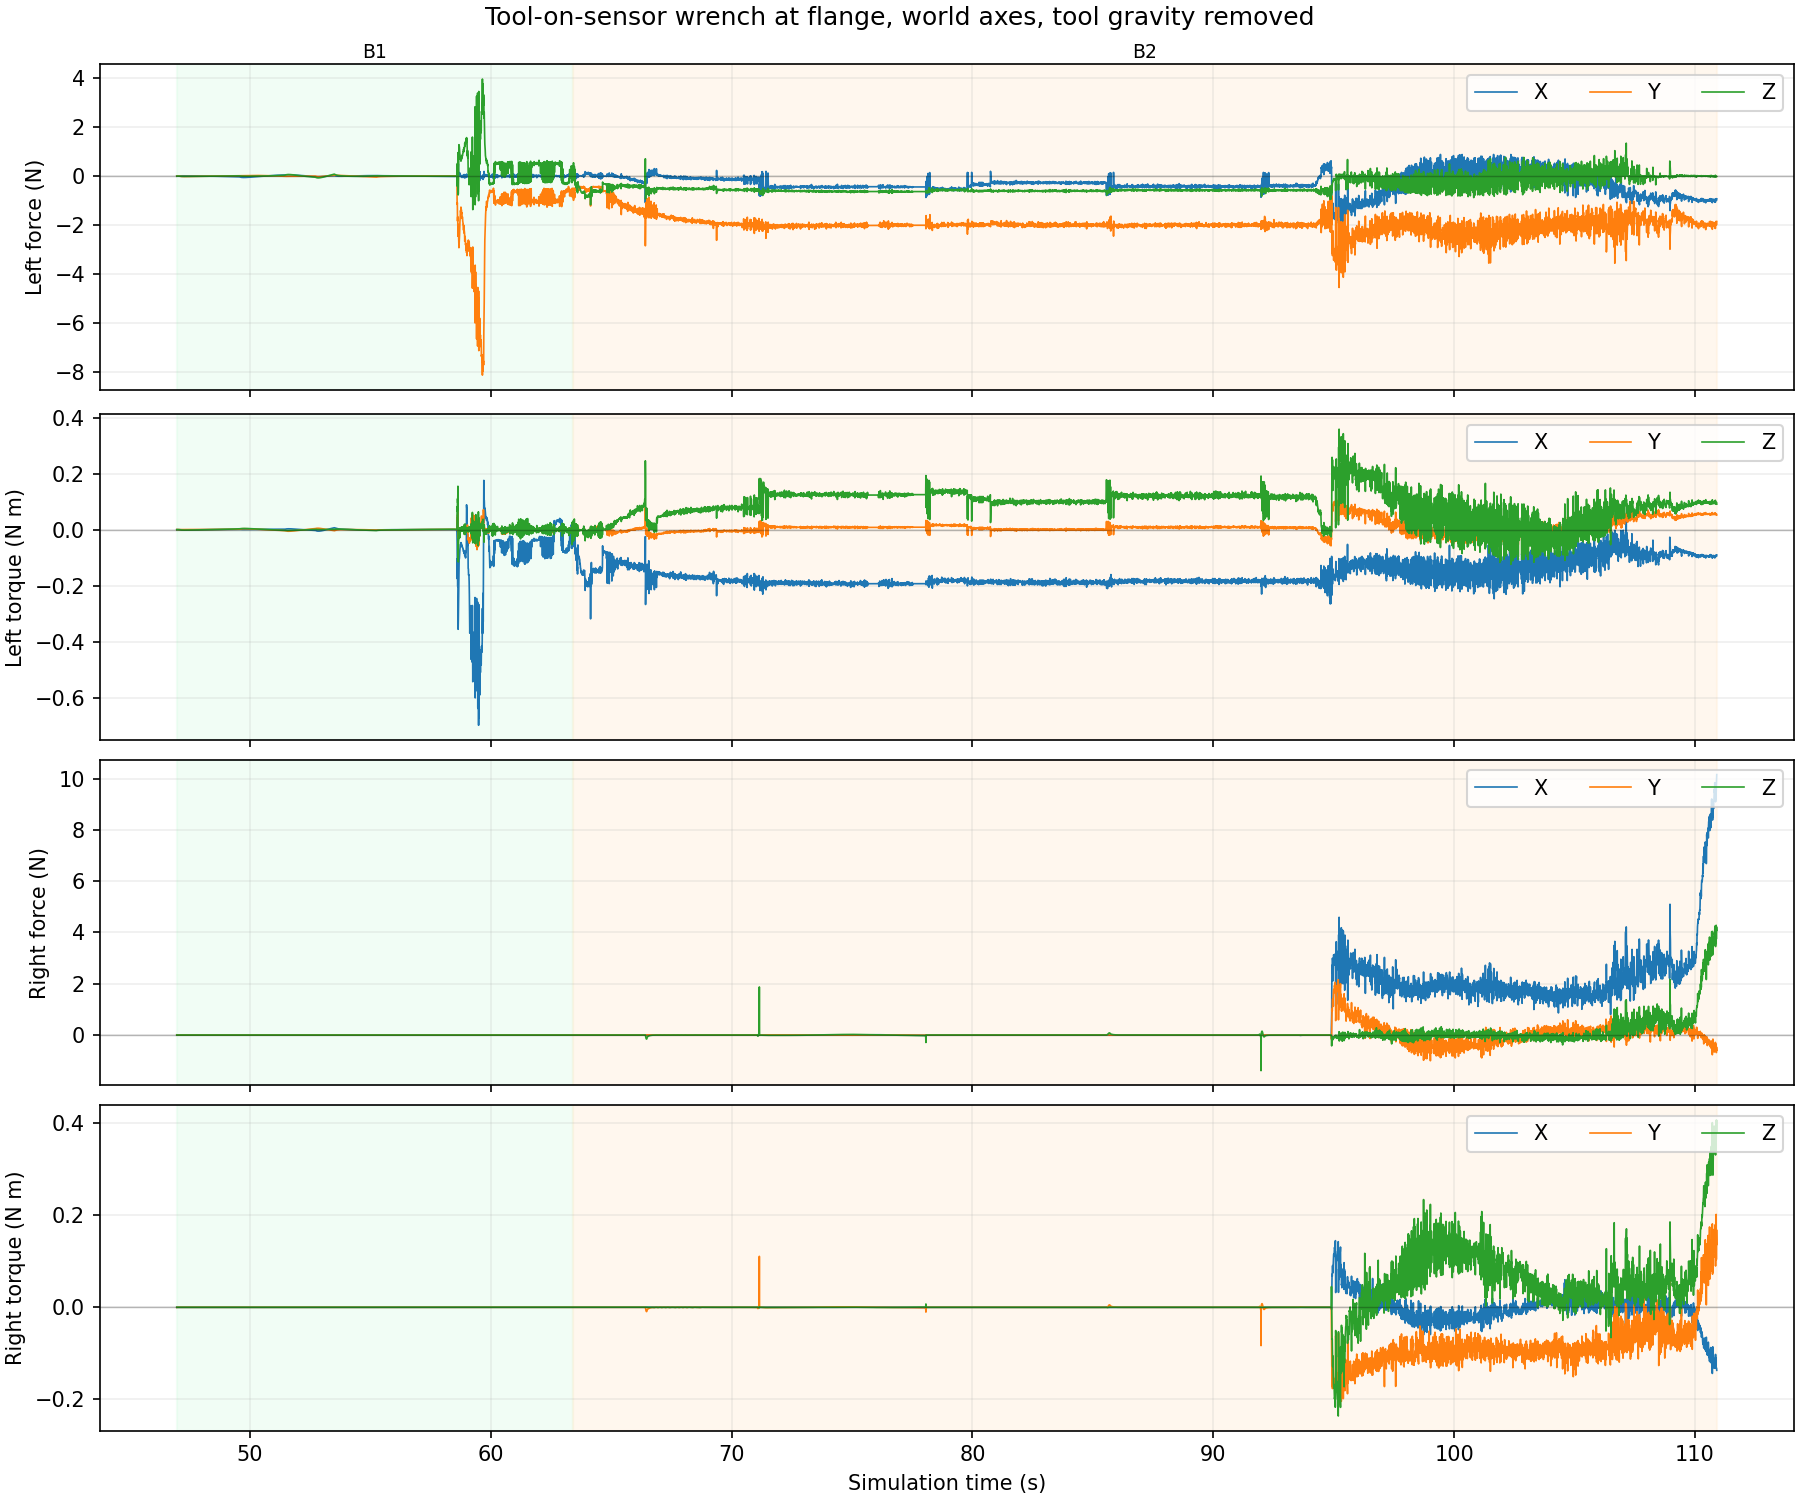 Tool-on-sensor wrench at flange, world axes, tool gravity removed
B1 B2
Left force (N)
4
2
0
−2
−4
−6
−8
X Y Z
Left torque (N m)
0.4
0.2
0.0
−0.2
−0.4
−0.6
X Y Z
Right force (N)
10
8
6
4
2
0
X Y Z
Right torque (N m)
0.4
0.2
0.0
−0.2
X Y Z
50 60 70 80 90 100 110
Simulation time (s)